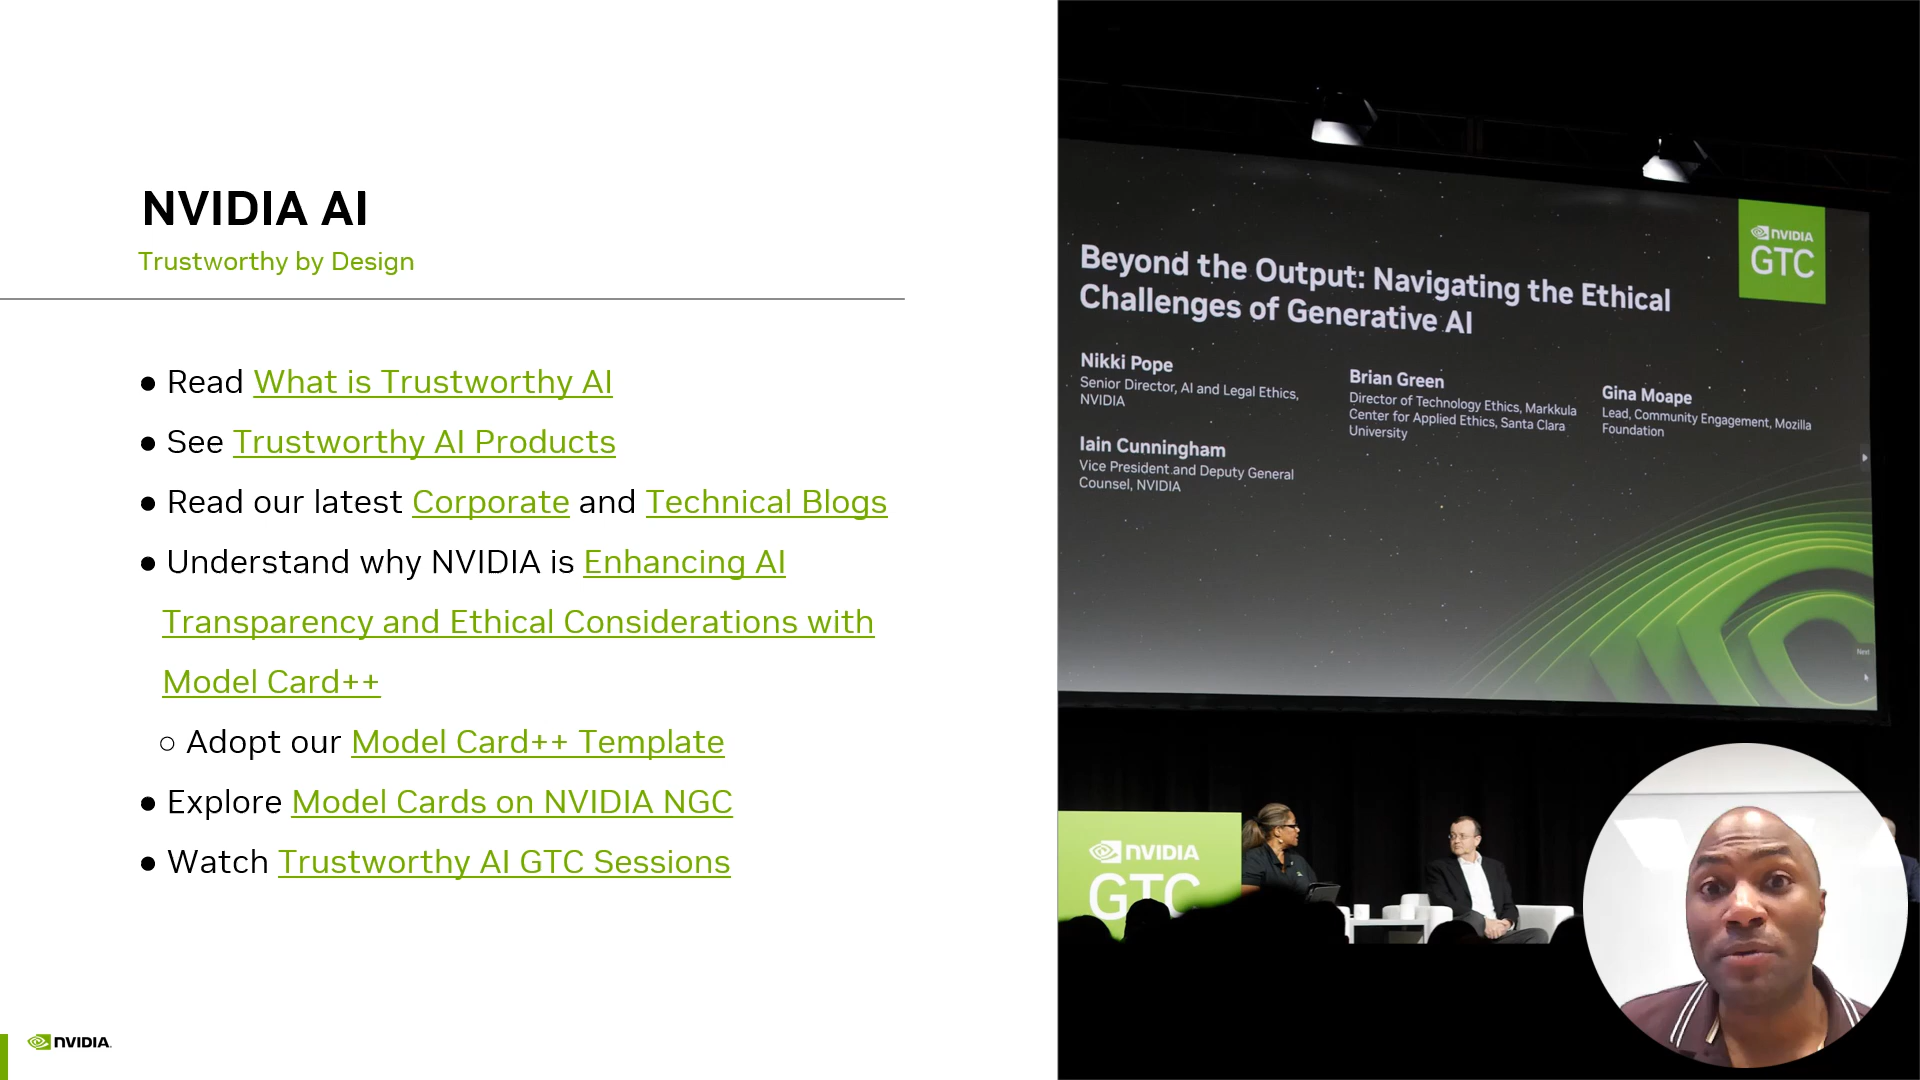 NVIDIA AI
Trustworthy by Design
● Read What is Trustworthy AI
● See Trustworthy AI Products
● Read our latest Corporate and Technical Blogs
● Understand why NVIDIA is Enhancing AI
Transparency and Ethical Considerations with
Model Card++
○ Adopt our Model Card++ Template
● Explore Model Cards on NVIDIA NGC
● Watch Trustworthy AI GTC Sessions
NVIDIA.
NVIDIA
GTC
Beyond the Output: Navigating the Ethical
Challenges of Generative AI
Nikki Pope
Senior Director, AI and Legal Ethics,
NVIDIA
Iain Cunningham
Vice President and Deputy General
Counsel, NVIDIA
Brian Green
Director of Technology Ethics, Markkula
Center for Applied Ethics, Santa Clara
University
Gina Moape
Lead, Community Engagement, Mozilla
Foundation
Next
NVIDIA
GTC